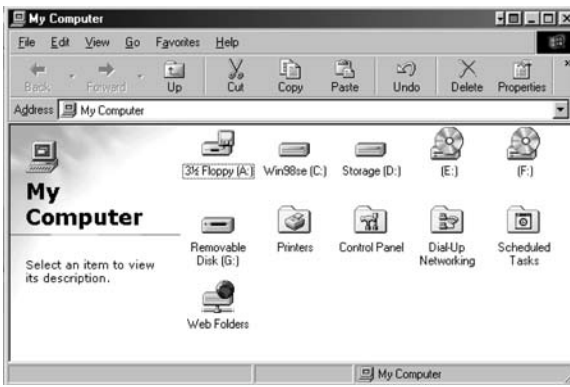 My Computer
File Edit View Go Favorites Help
Back Forward Up Cut Copy Paste Undo Delete Properties »
Address My Computer
3½ Floppy (A:) Win98se (C:) Storage (D:) (E:) (F:)
My
Computer
Removable Printers Control Panel Dial-Up Scheduled
Disk (G:) Networking Tasks
Select an item to view
its description.
Web Folders
My Computer